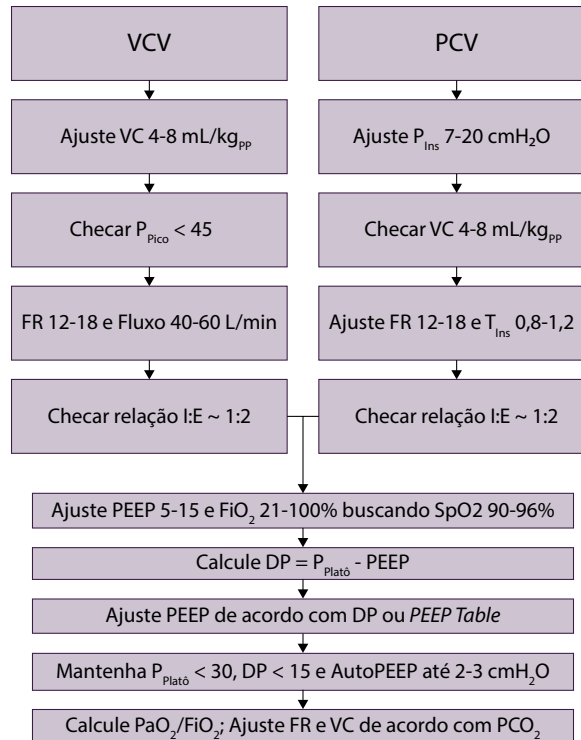 VCV
Ajuste VC 4-8 mL/kgPP
Checar PPico < 45
FR 12-18 e Fluxo 40-60 L/min
Checar relação I:E ~ 1:2
PCV
Ajuste PIns 7-20 cmH₂O
Checar VC 4-8 mL/kgPP
Ajuste FR 12-18 e TIns 0,8-1,2
Checar relação I:E ~ 1:2
Ajuste PEEP 5-15 e FiO₂ 21-100% buscando SpO2 90-96%
Calcule DP = PPlatô - PEEP
Ajuste PEEP de acordo com DP ou PEEP Table
Mantenha PPlatô < 30, DP < 15 e AutoPEEP até 2-3 cmH₂O
Calcule PaO₂/FiO₂; Ajuste FR e VC de acordo com PCO₂